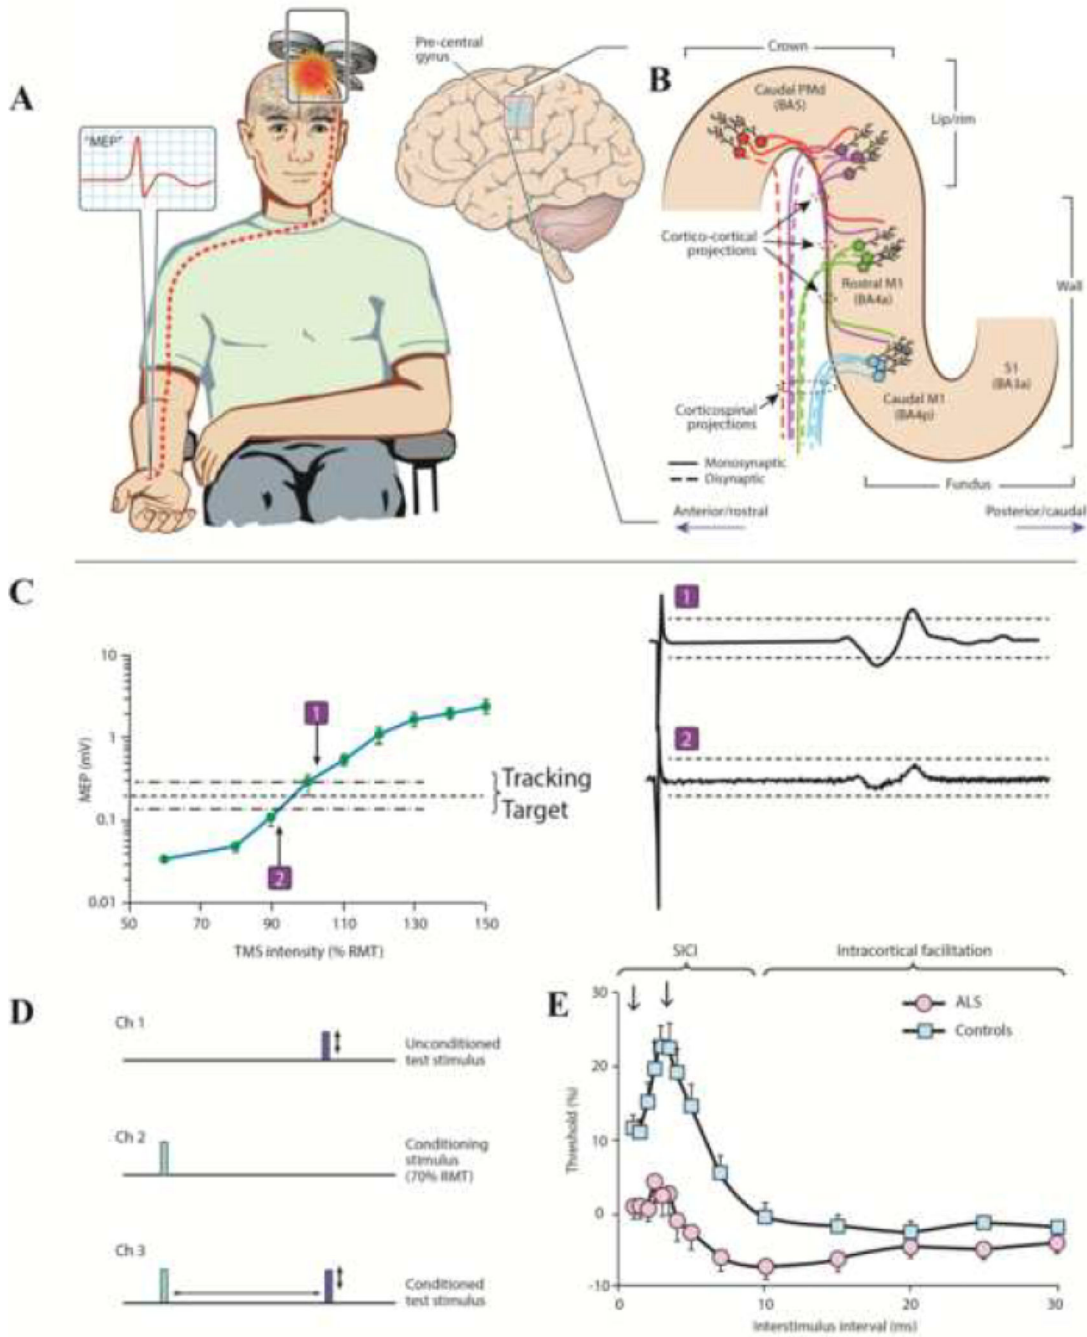 A
"MEP"
Pre-central
gyrus
B
Crown
Caudal PMd
(BA5)
Lip/rim
Cortico-cortical
projections
Rostral M1
(BA4a)
Wall
S1
(BA3a)
Caudal M1
(BA4p)
Corticospinal
projections
Monosynaptic
Disynaptic
Fundus
Anterior/rostral
Posterior/caudal
C
10
1
0.1
0.01
MEP (mV)
50
70
90
110
130
150
TMS intensity (% RMT)
1
2
Tracking
Target
1
2
D
Ch 1
Unconditioned
test stimulus
Ch 2
Conditioning
stimulus
(70% RMT)
Ch 3
Conditioned
test stimulus
E
SICI
Intracortical facilitation
ALS
Controls
30
20
10
0
-10
Threshold (%)
0
10
20
30
Interstimulus interval (ms)